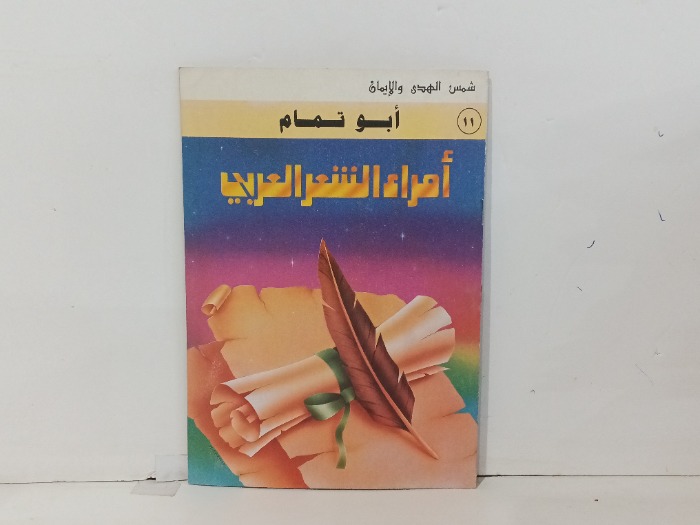 شمس الهدى والإيمان
١١ أبو تمام
أمراء الشعر العربي